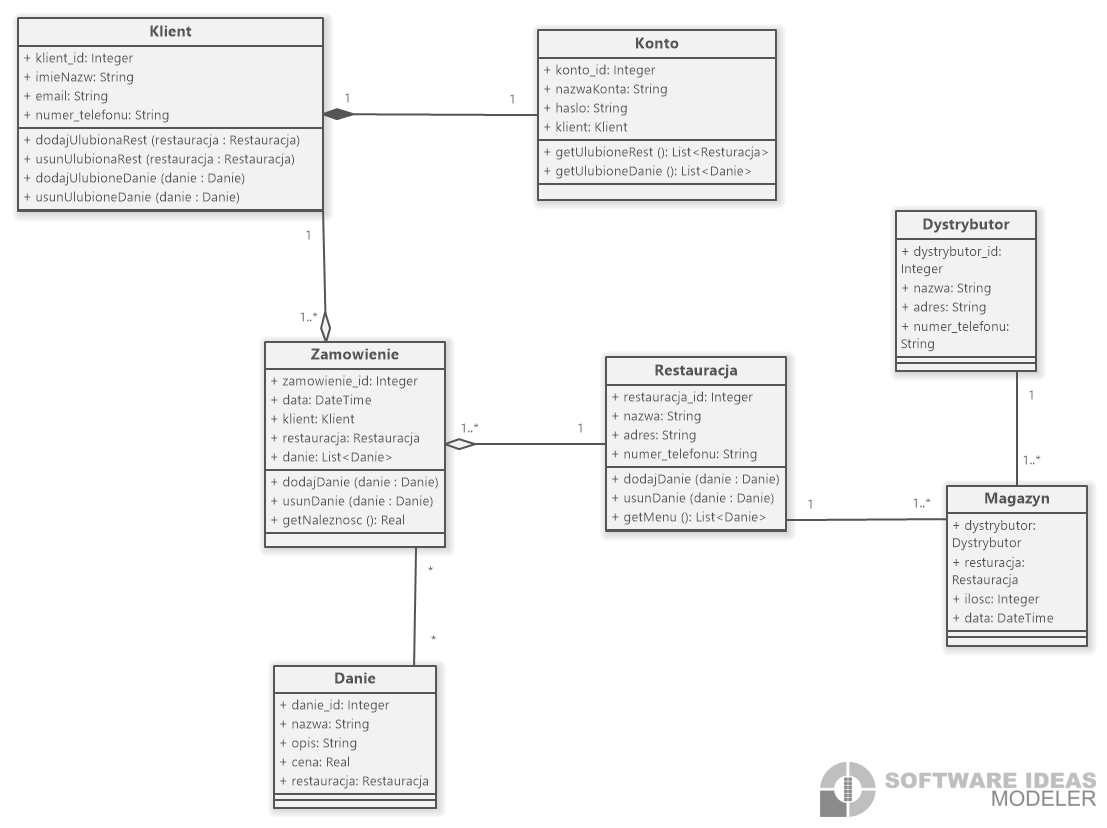 Klient
+ klient_id: Integer
+ imieNazw: String
+ email: String
+ numer_telefonu: String
+ dodajUlubionaRest (restauracja : Restauracja)
+ usunUlubionaRest (restauracja : Restauracja)
+ dodajUlubioneDanie (danie : Danie)
+ usunUlubioneDanie (danie : Danie)
1
1
Konto
+ konto_id: Integer
+ nazwaKonta: String
+ haslo: String
+ klient: Klient
+ getUlubioneRest (): List<Resturacja>
+ getUlubioneDanie (): List<Danie>
1
1..*
Zamowienie
+ zamowienie_id: Integer
+ data: DateTime
+ klient: Klient
+ restauracja: Restauracja
+ danie: List<Danie>
+ dodajDanie (danie : Danie)
+ usunDanie (danie : Danie)
+ getNaleznosc (): Real
1..*
1
Restauracja
+ restauracja_id: Integer
+ nazwa: String
+ adres: String
+ numer_telefonu: String
+ dodajDanie (danie : Danie)
+ usunDanie (danie : Danie)
+ getMenu (): List<Danie>
1
1..*
Dystrybutor
+ dystrybutor_id:
Integer
+ nazwa: String
+ adres: String
+ numer_telefonu:
String
1
1..*
Magazyn
+ dystrybutor:
Dystrybutor
+ resturacja:
Restauracja
+ ilosc: Integer
+ data: DateTime
*
*
Danie
+ danie_id: Integer
+ nazwa: String
+ opis: String
+ cena: Real
+ restauracja: Restauracja
SOFTWARE IDEAS
MODELER